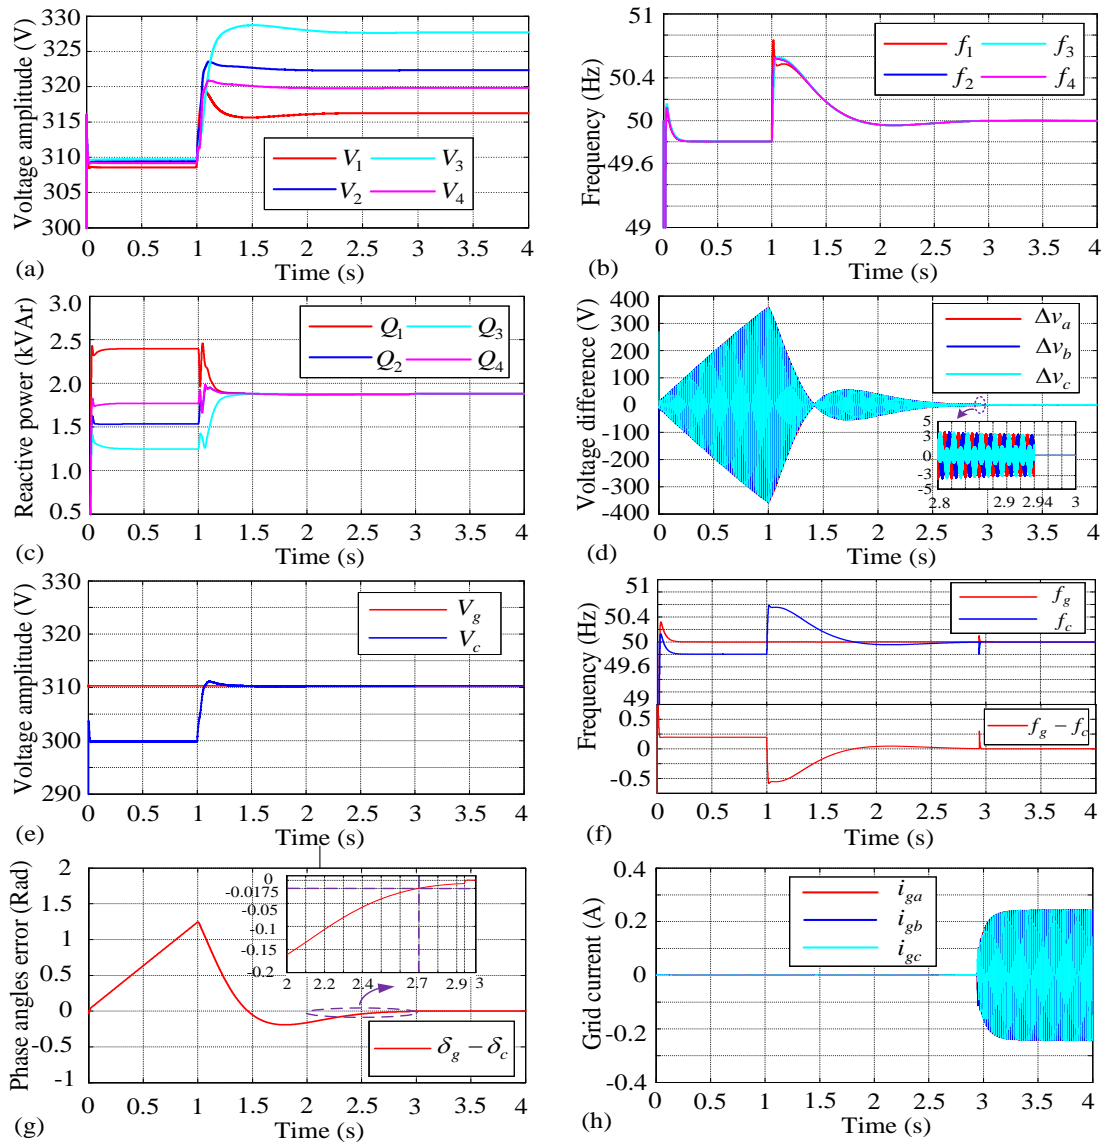 Voltage amplitude (V)
330
325
320
315
310
305
300
V1 V3
V2 V4
0 0.5 1 1.5 2 2.5 3 3.5 4
(a) Time (s)
Frequency (Hz)
51
50.4
50
49.6
49
f1 f3
f2 f4
0 0.5 1 1.5 2 2.5 3 3.5 4
(b) Time (s)
Reactive power (kVAr)
3.0
2.5
2.0
1.5
1.0
0.5
Q1 Q3
Q2 Q4
0 0.5 1 1.5 2 2.5 3 3.5 4
(c) Time (s)
Voltage difference (V)
400
300
200
100
0
-100
-200
-300
-400
Δva
Δvb
Δvc
5
3
0
-3
-5
2.8 2.9 2.94 3
0 0.5 1 1.5 2 2.5 3 3.5 4
(d) Time (s)
Voltage amplitude (V)
330
320
310
300
290
Vg
Vc
0 0.5 1 1.5 2 2.5 3 3.5 4
(e) Time (s)
Frequency (Hz)
51
50.4
50
49.6
49
0.5
0
-0.5
fg
fc
fg − fc
0 0.5 1 1.5 2 2.5 3 3.5 4
(f) Time (s)
Phase angles error (Rad)
2
1.5
1
0.5
0
-0.5
-1
0
-0.0175
-0.05
-0.1
-0.15
-0.2
2 2.2 2.4 2.7 2.9 3
δg − δc
0 0.5 1 1.5 2 2.5 3 3.5 4
(g) Time (s)
Grid current (A)
0.4
0.2
0
-0.2
-0.4
iga
igb
igc
0 0.5 1 1.5 2 2.5 3 3.5 4
(h) Time (s)